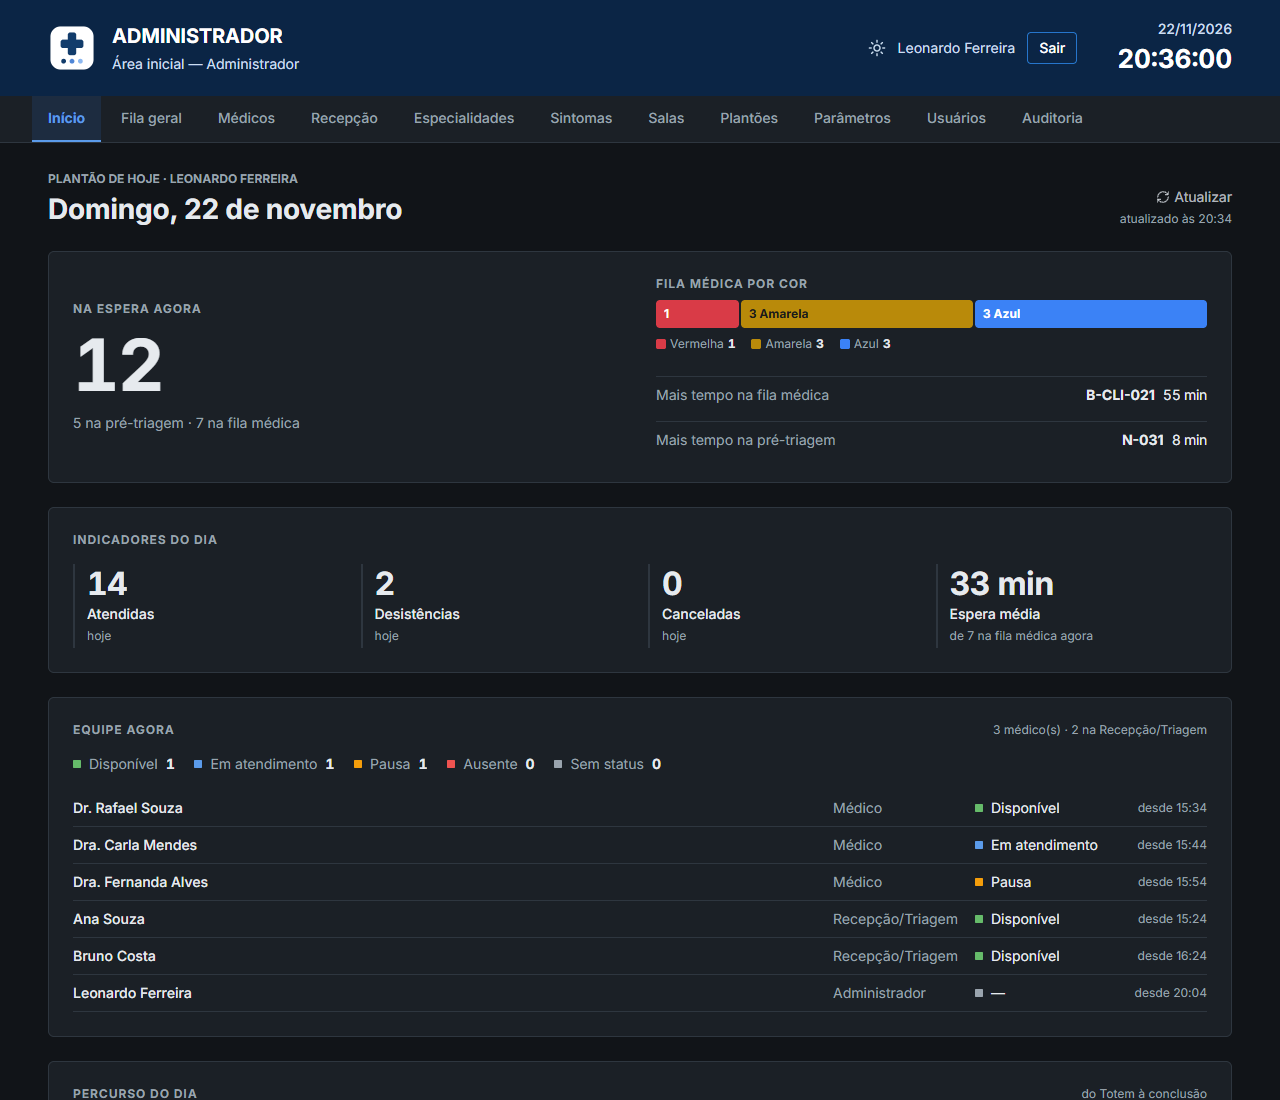 ADMINISTRADOR
Área inicial — Administrador
Leonardo Ferreira
Sair
22/11/2026
20:36:00
Início
Fila geral
Médicos
Recepção
Especialidades
Sintomas
Salas
Plantões
Parâmetros
Usuários
Auditoria
PLANTÃO DE HOJE · LEONARDO FERREIRA
Domingo, 22 de novembro
Atualizar
atualizado às 20:34
NA ESPERA AGORA
12
5 na pré-triagem · 7 na fila médica
FILA MÉDICA POR COR
1
3 Amarela
3 Azul
Vermelha 1
Amarela 3
Azul 3
Mais tempo na fila médica
B-CLI-021 55 min
Mais tempo na pré-triagem
N-031 8 min
INDICADORES DO DIA
14
Atendidas
hoje
2
Desistências
hoje
0
Canceladas
hoje
33 min
Espera média
de 7 na fila médica agora
EQUIPE AGORA
3 médico(s) · 2 na Recepção/Triagem
Disponível 1
Em atendimento 1
Pausa 1
Ausente 0
Sem status 0
Dr. Rafael Souza Médico Disponível desde 15:34
Dra. Carla Mendes Médico Em atendimento desde 15:44
Dra. Fernanda Alves Médico Pausa desde 15:54
Ana Souza Recepção/Triagem Disponível desde 15:24
Bruno Costa Recepção/Triagem Disponível desde 16:24
Leonardo Ferreira Administrador — desde 20:04
PERCURSO DO DIA
do Totem à conclusão